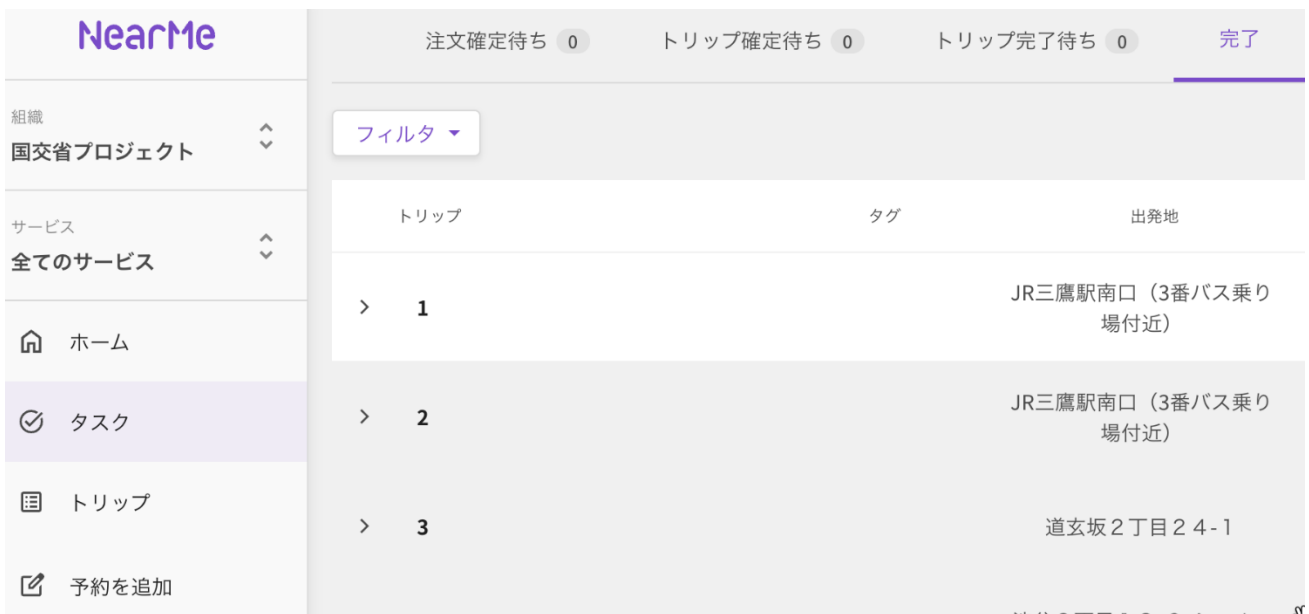 NearMe
注文確定待ち 0 トリップ確定待ち 0 トリップ完了待ち 0 完了
組織
国交省プロジェクト
フィルタ
サービス
全てのサービス
トリップ タグ 出発地
1 JR三鷹駅南口（3番バス乗り
場付近）
ホーム
2 JR三鷹駅南口（3番バス乗り
場付近）
タスク
トリップ
3 道玄坂２丁目２４-１
予約を追加